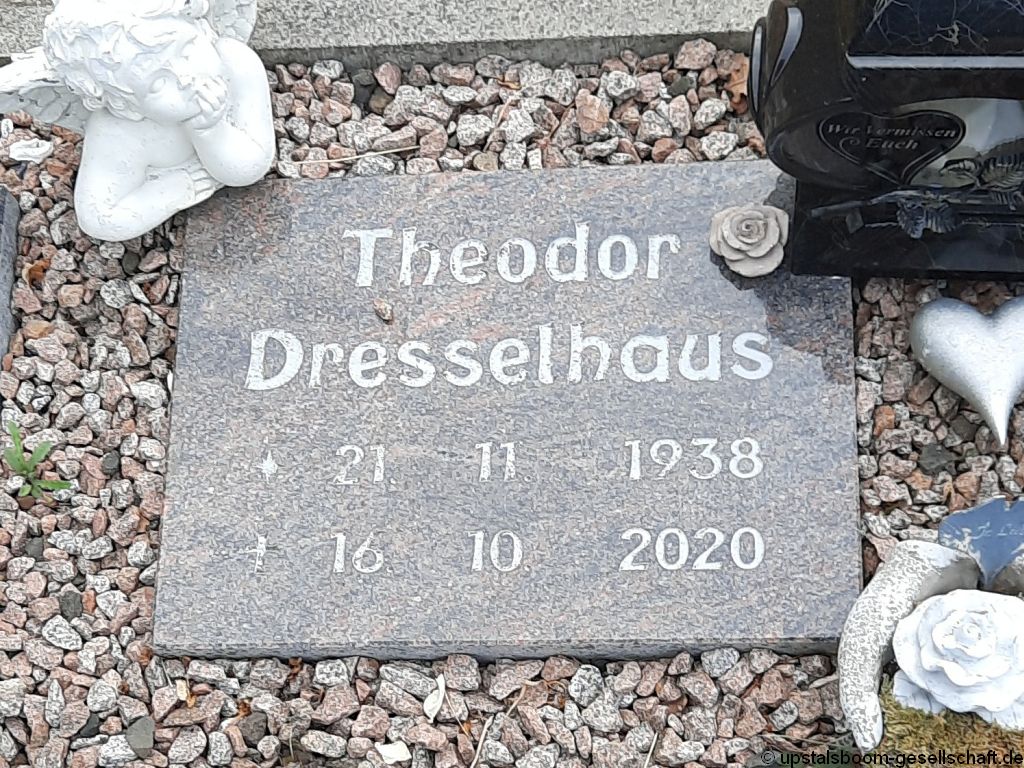 Wir Vermissen
Euch
Theodor
Dresselhaus
* 21. 11. 1938
† 16. 10. 2020
© upstalsboom-gesellschaft.de